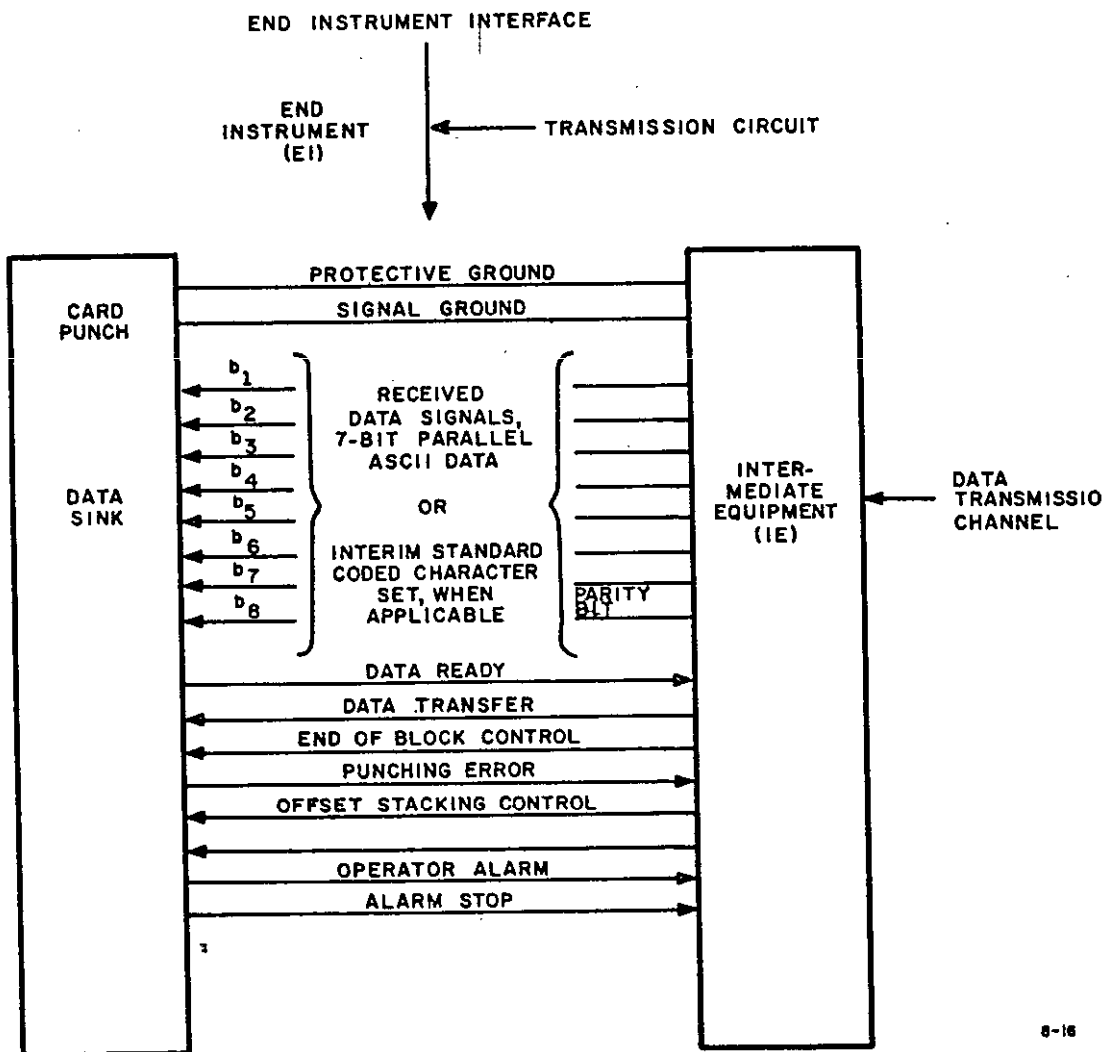 END INSTRUMENT INTERFACE
END
INSTRUMENT
(EI)
TRANSMISSION CIRCUIT
PROTECTIVE GROUND
SIGNAL GROUND
CARD
PUNCH
DATA
SINK
b1
b2
b3
b4
b5
b6
b7
b8
RECEIVED
DATA SIGNALS,
7-BIT PARALLEL
ASCII DATA
OR
INTERIM STANDARD
CODED CHARACTER
SET, WHEN
APPLICABLE
PARITY
BIT
INTER-
MEDIATE
EQUIPMENT
(IE)
DATA
TRANSMISSIO
CHANNEL
DATA READY
DATA TRANSFER
END OF BLOCK CONTROL
PUNCHING ERROR
OFFSET STACKING CONTROL
OPERATOR ALARM
ALARM STOP
8-16